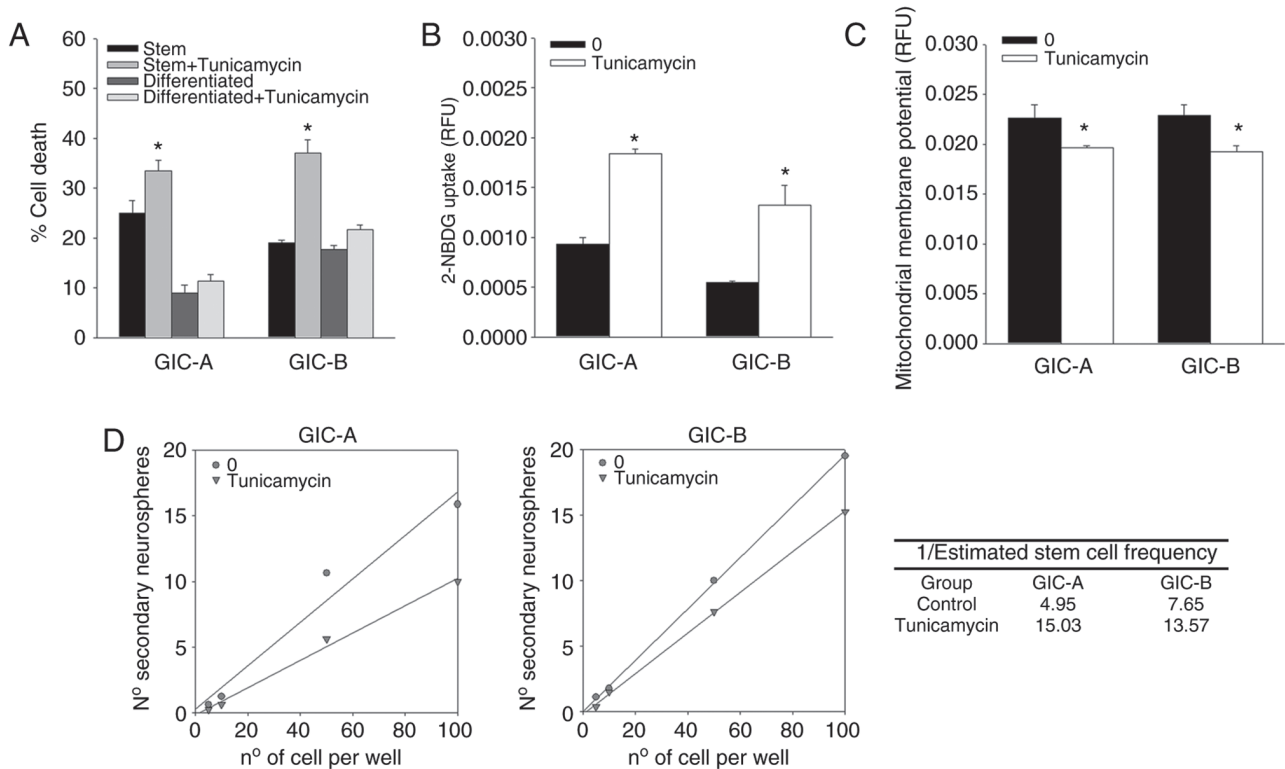 A
% Cell death
60
50
40
30
20
10
0
Stem
Stem+Tunicamycin
Differentiated
Differentiated+Tunicamycin
*
*
GIC-A
GIC-B
B
2-NBDG uptake (RFU)
0.0030
0.0025
0.0020
0.0015
0.0010
0.0005
0.0000
0
Tunicamycin
*
*
GIC-A
GIC-B
C
Mitochondrial membrane potential (RFU)
0.030
0.025
0.020
0.015
0.010
0.005
0.000
0
Tunicamycin
*
*
GIC-A
GIC-B
D
GIC-A
Nº secondary neurospheres
20
15
10
5
0
0
Tunicamycin
0 20 40 60 80 100
nº of cell per well
GIC-B
Nº secondary neurospheres
20
15
10
5
0
0
Tunicamycin
0 20 40 60 80 100
nº of cell per well
1/Estimated stem cell frequency
Group GIC-A GIC-B
Control 4.95 7.65
Tunicamycin 15.03 13.57